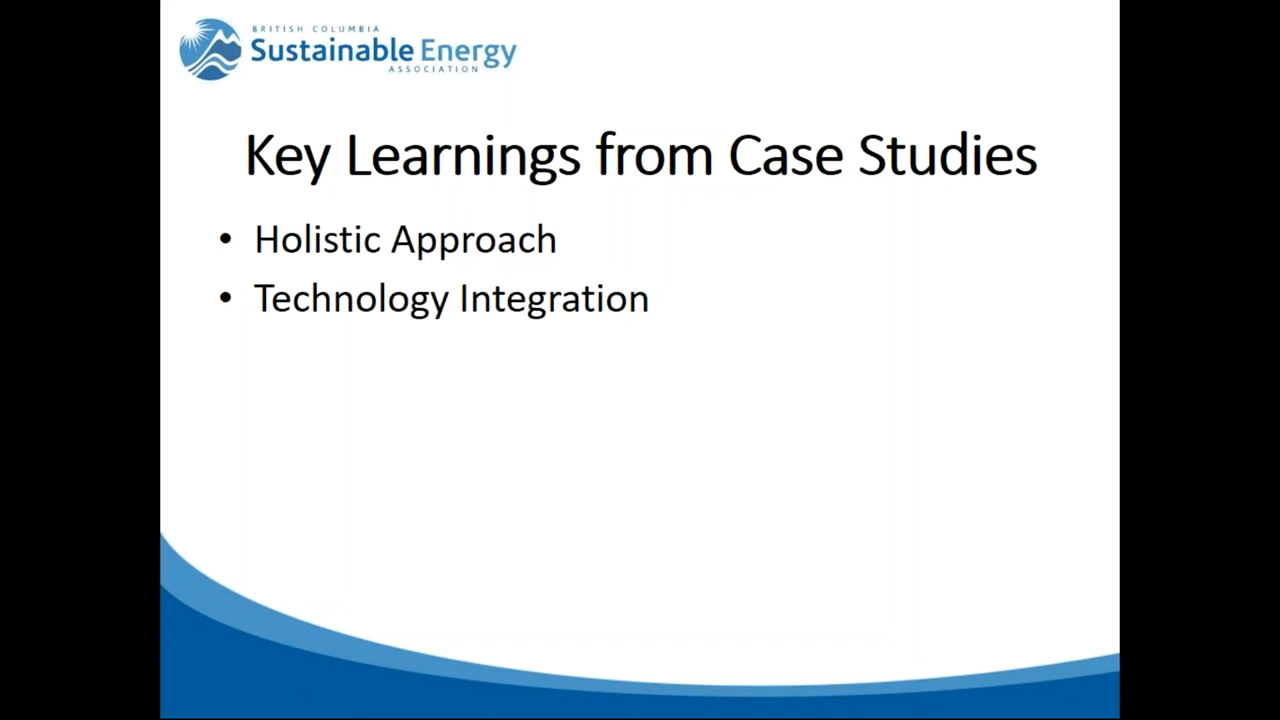 BRITISH COLUMBIA
Sustainable Energy
ASSOCIATION
Key Learnings from Case Studies
• Holistic Approach
• Technology Integration